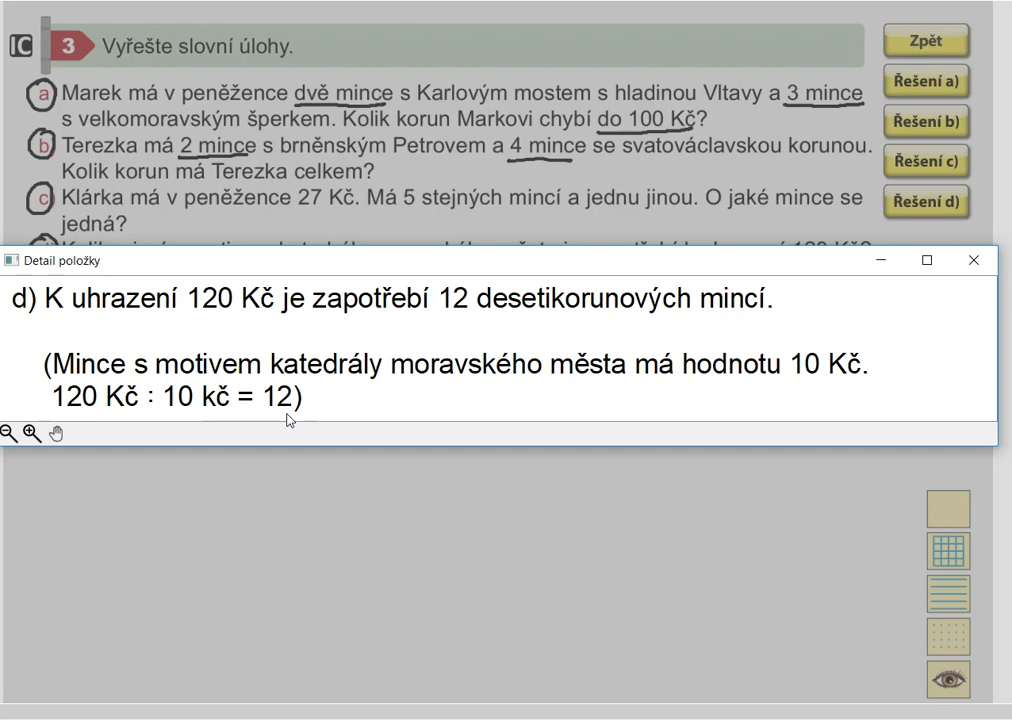 IC
3 Vyřešte slovní úlohy.
Zpět
a Marek má v peněžence dvě mince s Karlovým mostem s hladinou Vltavy a 3 mince
s velkomoravským šperkem. Kolik korun Markovi chybí do 100 Kč?
Řešení a)
b Terezka má 2 mince s brněnským Petrovem a 4 mince se svatováclavskou korunou.
Kolik korun má Terezka celkem?
Řešení b)
Řešení c)
c) Klárka má v peněžence 27 Kč. Má 5 stejných mincí a jednu jinou. O jaké mince se
jedná?
Řešení d)
Detail položky
d) K uhrazení 120 Kč je zapotřebí 12 desetikorunových mincí.
(Mince s motivem katedrály moravského města má hodnotu 10 Kč.
120 Kč : 10 kč = 12)